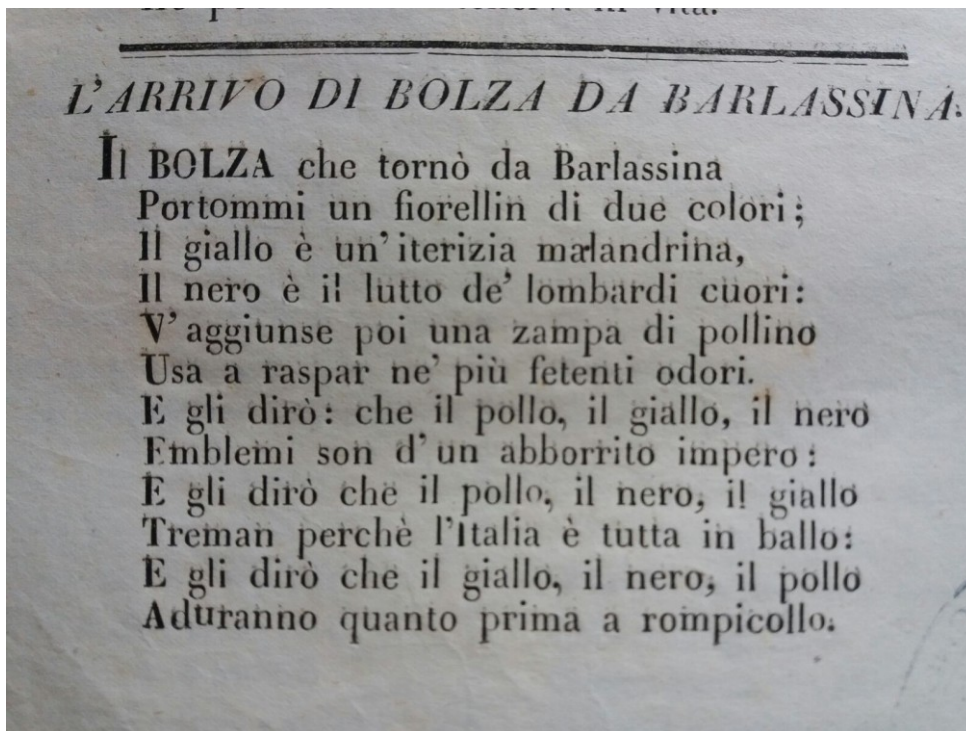 L'ARRIVO DI BOLZA DA BARLASSINA.
Il BOLZA che tornò da Barlassina
Portommi un fiorellin di due colori;
Il giallo è un'iterizia malandrina,
Il nero è il lutto de' lombardi cuori:
V'aggiunse poi una zampa di pollino
Usa a raspar ne' più fetenti odori.
E gli dirò: che il pollo, il giallo, il nero
Emblemi son d'un abborrito impero:
E gli dirò che il pollo, il nero, il giallo
Treman perchè l'Italia è tutta in ballo:
E gli dirò che il giallo, il nero, il pollo
Aduranno quanto prima a rompicollo.